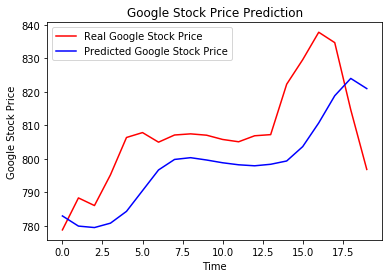 Google Stock Price Prediction
Real Google Stock Price
Predicted Google Stock Price
Google Stock Price
840
830
820
810
800
790
780
0.0 2.5 5.0 7.5 10.0 12.5 15.0 17.5
Time